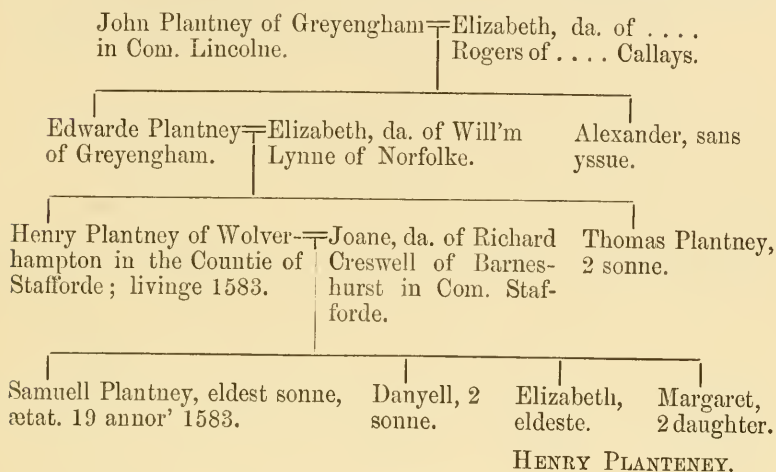 John Plantney of Greyengham
in Com. Lincolne.
Elizabeth, da. of ....
Rogers of .... Callays.
Edwarde Plantney
of Greyengham.
Elizabeth, da. of Will'm
Lynne of Norfolke.
Alexander, sans
yssue.
Henry Plantney of Wolver-
hampton in the Countie of
Stafforde; livinge 1583.
Joane, da. of Richard
Creswell of Barnes-
hurst in Com. Staf-
forde.
Thomas Plantney,
2 sonne.
Samuell Plantney, eldest sonne,
ætat. 19 annor' 1583.
Danyell, 2
sonne.
Elizabeth,
eldeste.
Margaret,
2 daughter.
HENRY PLANTENEY.